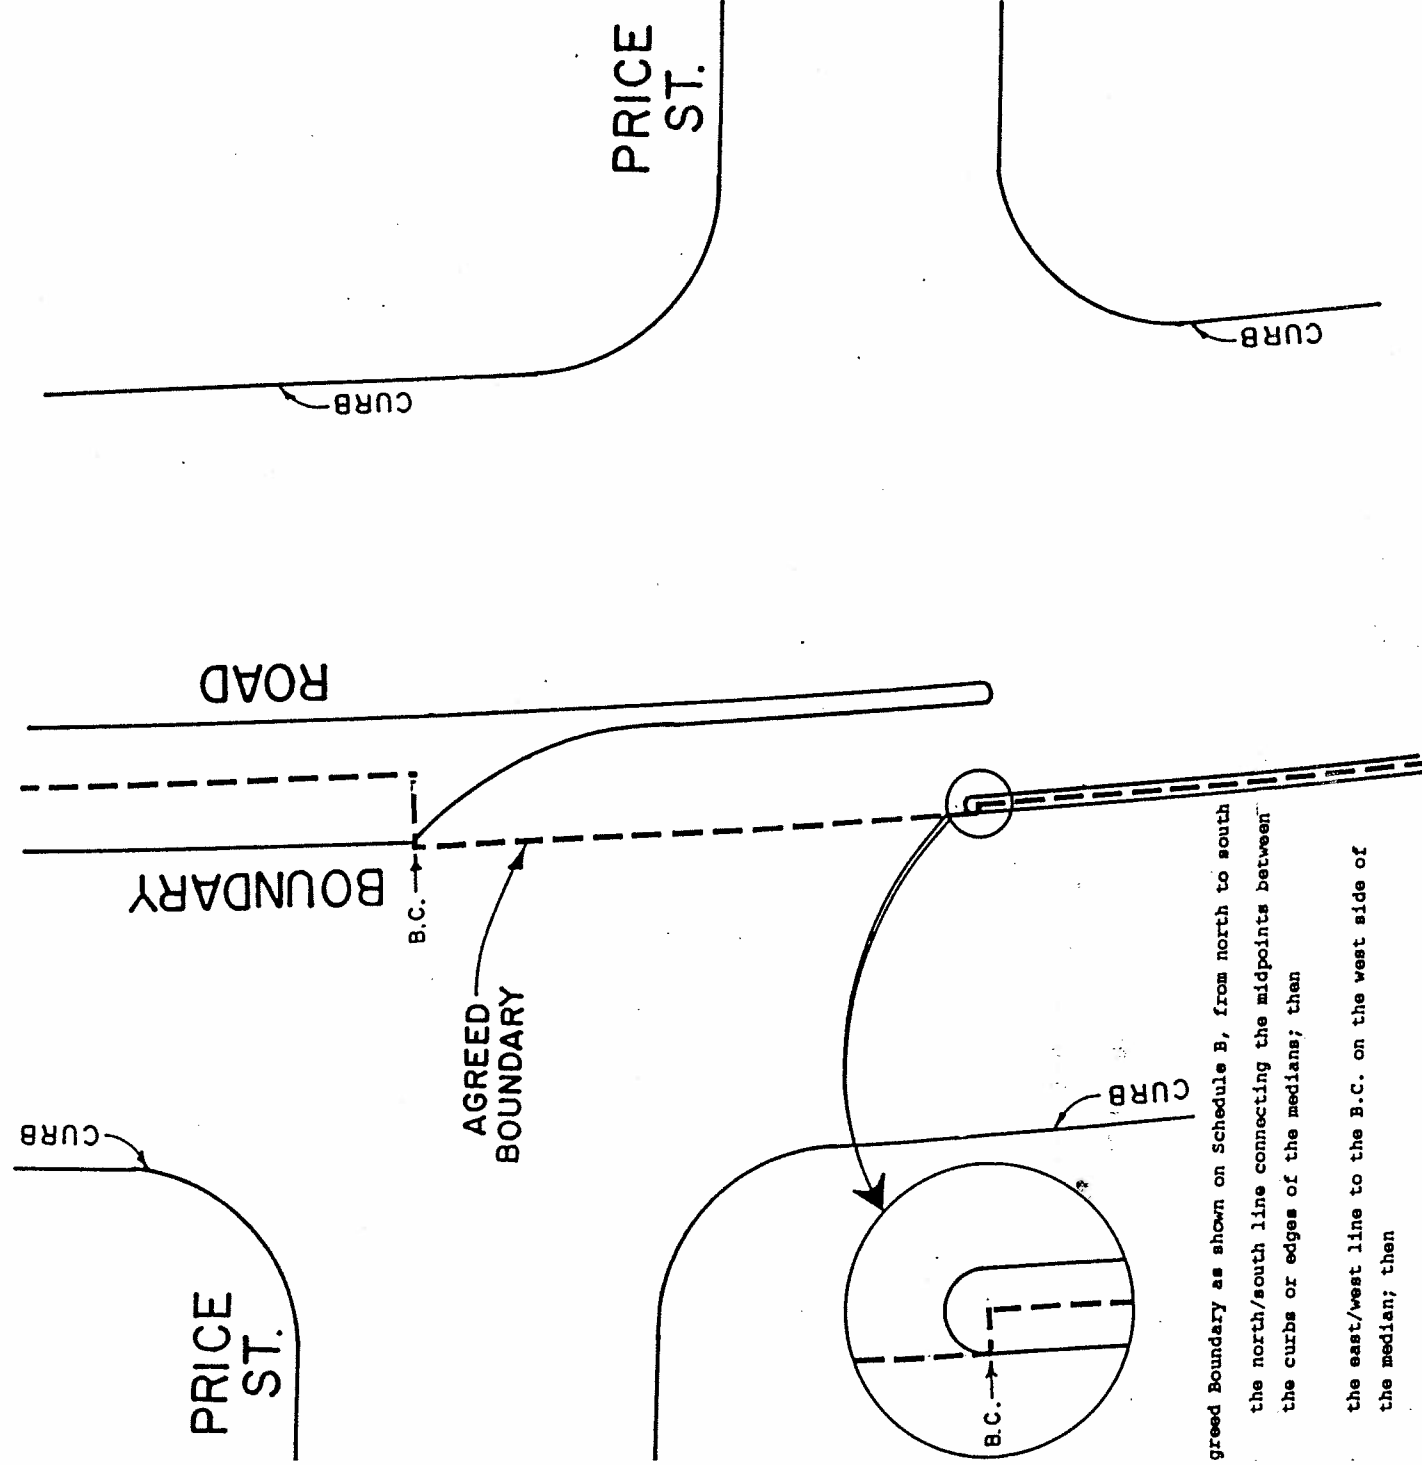 PRICE
ST.
CURB
CURB
BOUNDARY
ROAD
B.C.
AGREED
BOUNDARY
CURB
PRICE
ST.
CURB
B.C.
greed Boundary as shown on Schedule B, from north to south
the north/south line connecting the midpoints between
the curbs or edges of the medians; then
the east/west line to the B.C. on the west side of
the median; then